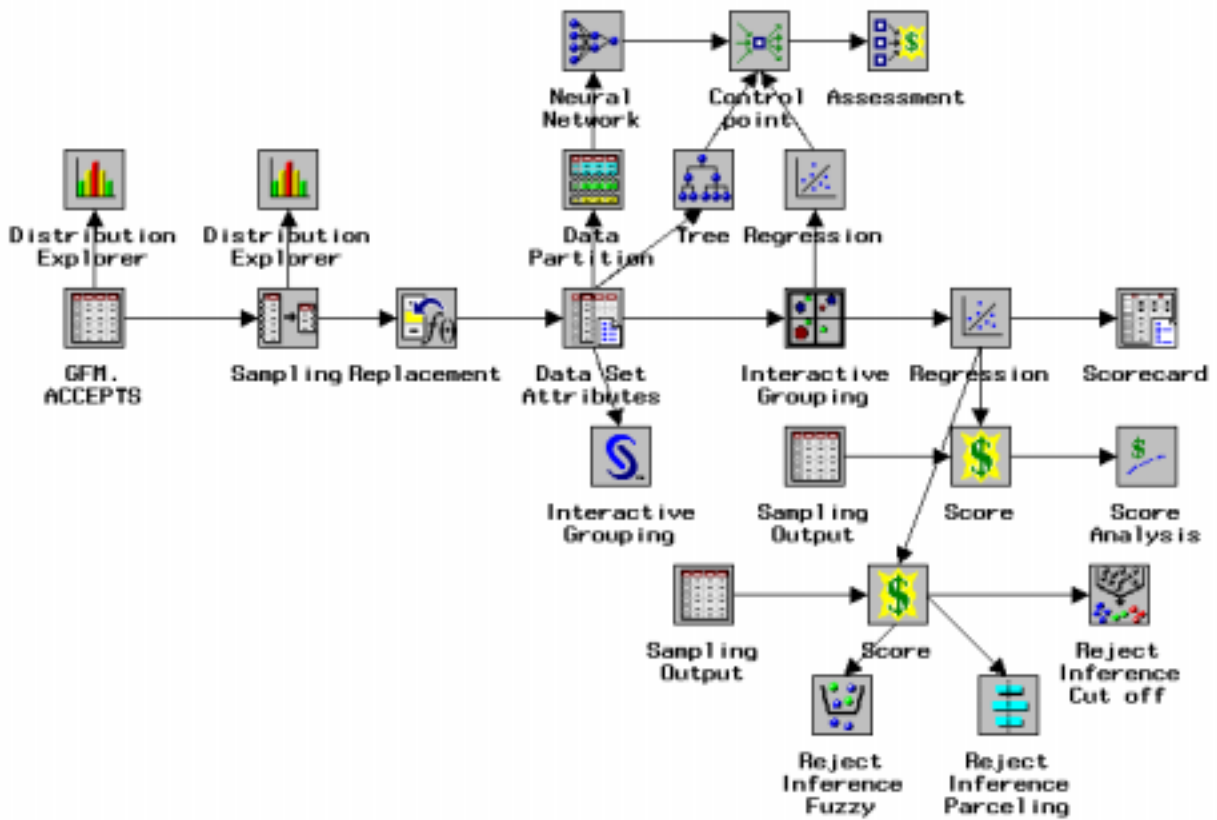 Neural
Network
Control
point
Assessment
Distribution
Explorer
Distribution
Explorer
Data
Partition
Tree
Regression
GFM.
ACCEPTS
Sampling
Replacement
Data Set
Attributes
Interactive
Grouping
Regression
Scorecard
Interactive
Grouping
Sampling
Output
Score
Score
Analysis
Sampling
Output
Score
Reject
Inference
Cut off
Reject
Inference
Fuzzy
Reject
Inference
Parceling